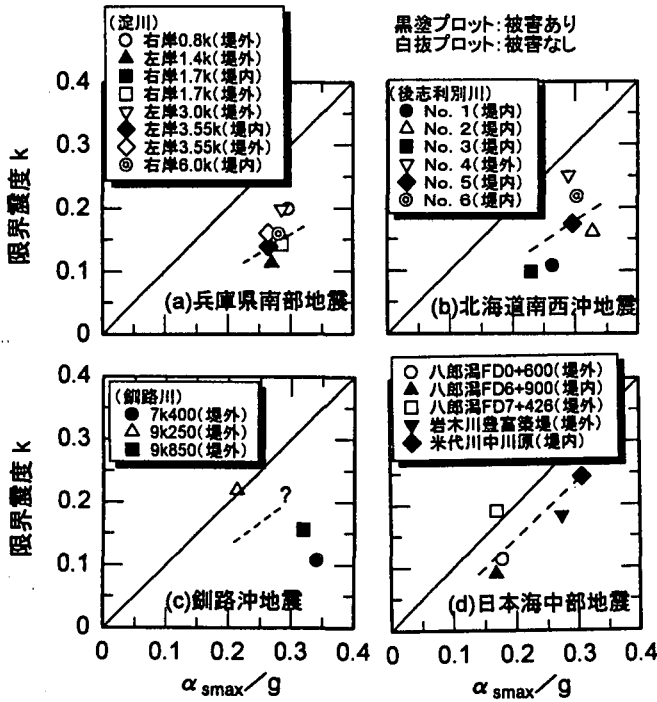 黒塗プロット：被害あり
白抜プロット：被害なし
(淀川)
右岸0.8k(堤外)
左岸1.4k(堤外)
右岸1.7k(堤内)
右岸1.7k(堤外)
左岸3.0k(堤外)
左岸3.55k(堤内)
左岸3.55k(堤外)
右岸6.0k(堤内)
0.4
0.3
0.2
0.1
0
限界震度 k
(a)兵庫県南部地震
0
(後志利別川)
No. 1(堤内)
No. 2(堤内)
No. 3(堤内)
No. 4(堤外)
No. 5(堤内)
No. 6(堤内)
(b)北海道南西沖地震
(釧路川)
7k400(堤外)
9k250(堤外)
9k850(堤外)
0.4
0.3
0.2
0.1
0
限界震度 k
?
(c)釧路沖地震
0 0.1 0.2 0.3 0.4
αsmax/g
八郎潟FD0+600(堤外)
八郎潟FD6+900(堤内)
八郎潟FD7+426(堤外)
岩木川豊富築堤(堤外)
米代川中川原(堤内)
(d)日本海中部地震
0 0.1 0.2 0.3 0.4
αsmax/g